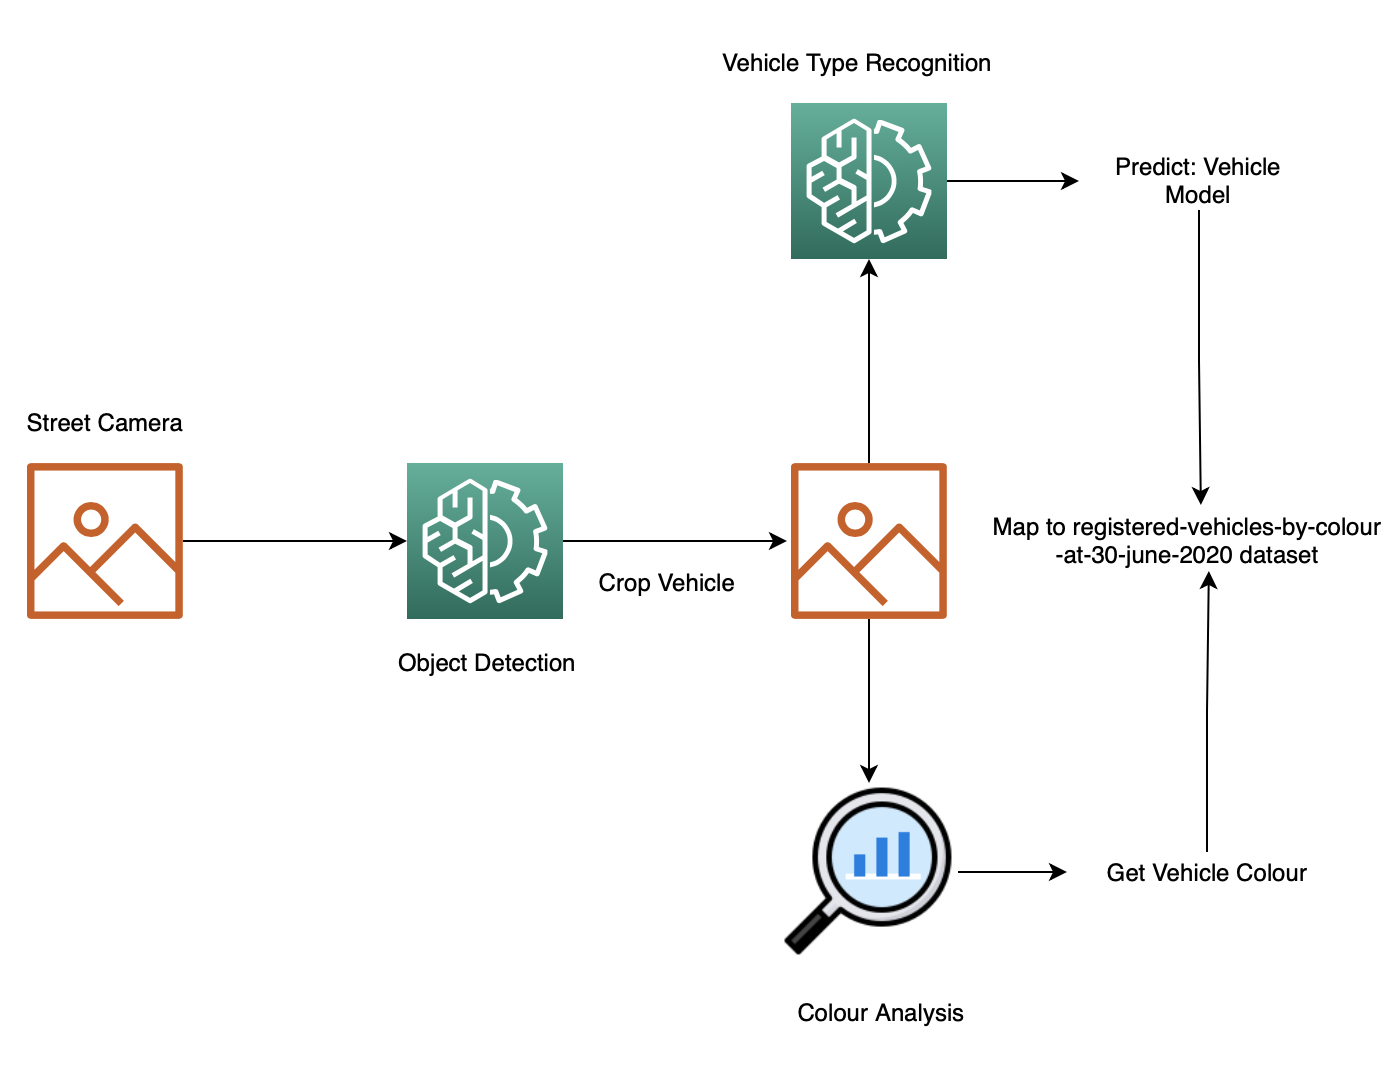 Vehicle Type Recognition
Predict: Vehicle
Model
Street Camera
Map to registered-vehicles-by-colour
-at-30-june-2020 dataset
Crop Vehicle
Object Detection
Get Vehicle Colour
Colour Analysis